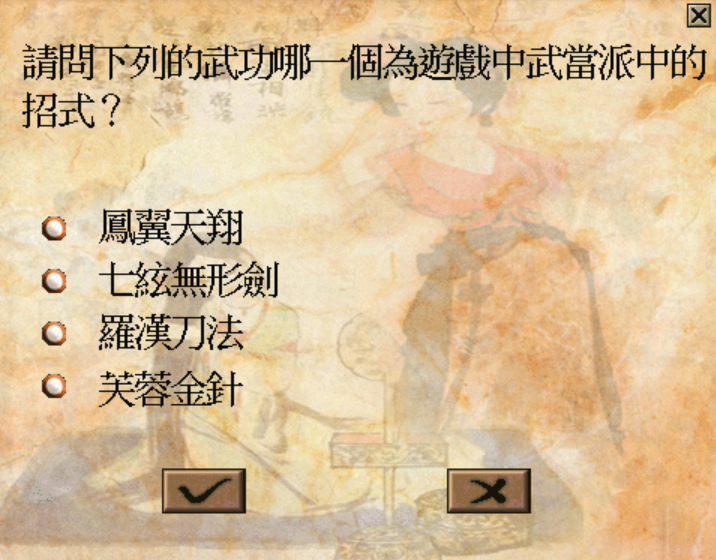 請問下列的武功哪一個為遊戲中武當派中的
招式？
鳳翼天翔
七絃無形劍
羅漢刀法
芙蓉金針